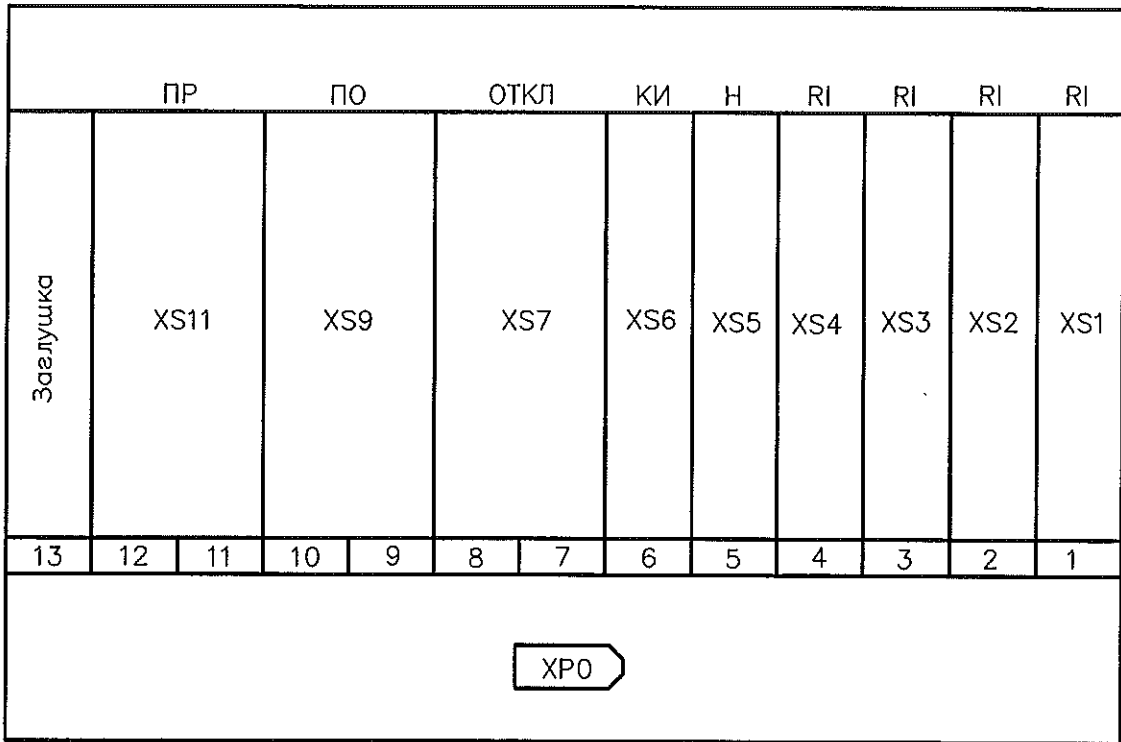 ПР ПО ОТКЛ КИ Н RI RI RI RI
Заглушка XS11 XS9 XS7 XS6 XS5 XS4 XS3 XS2 XS1
13 12 11 10 9 8 7 6 5 4 3 2 1
XP0